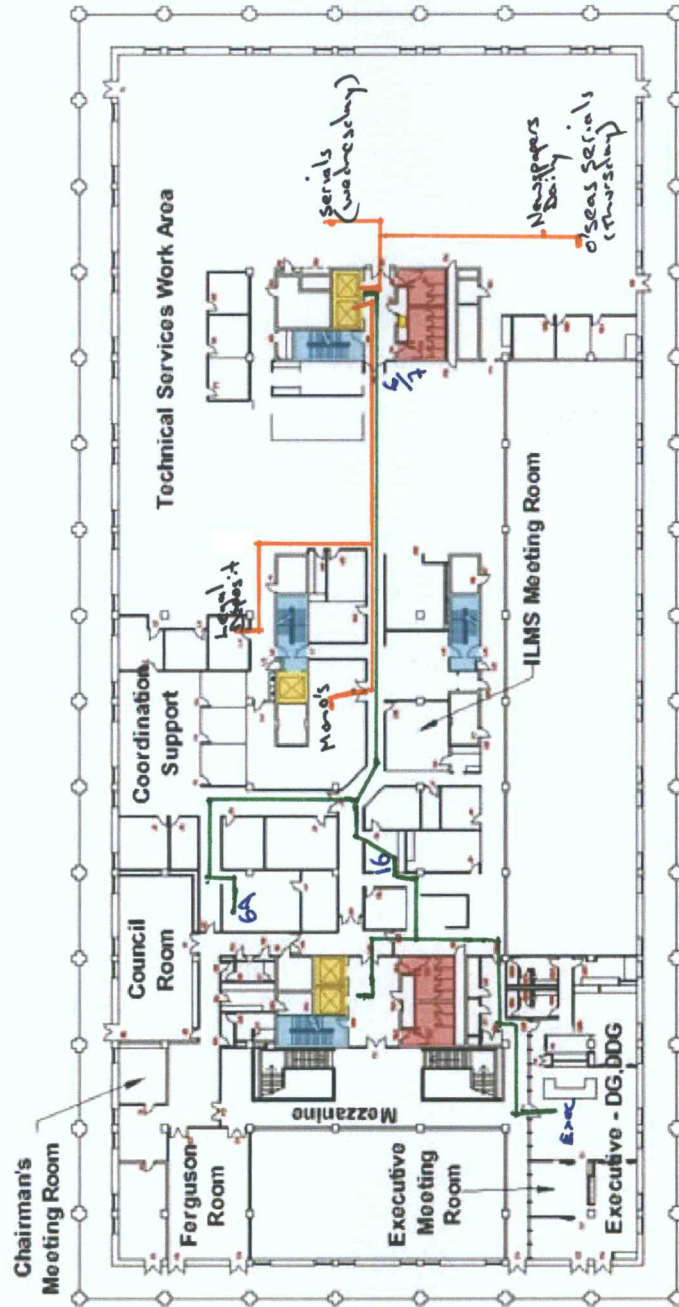 Chairman's
Meeting Room
Ferguson
Room
Council
Room
Coordination
Support
Technical Services Work Area
Mezzanine
Executive
Meeting
Room
Executive - DG, DDG
ILMS Meeting Room
Legal
Deposit
Mono's
Serials
(Wednesday)
Newspapers
Daily
O'seas Serials
(Thursday)
6A
16
6/7
Exec